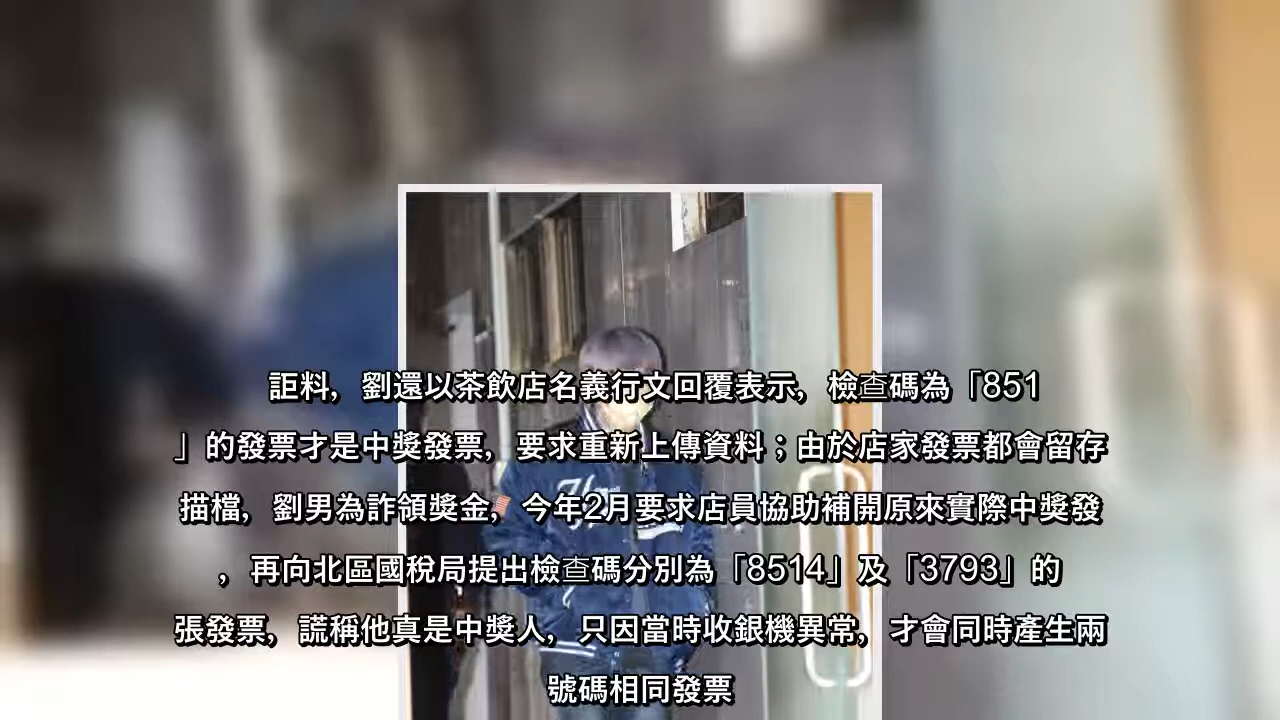 詎料，劉還以茶飲店名義行文回覆表示，檢查碼為「851
」的發票才是中獎發票，要求重新上傳資料；由於店家發票都會留存
描檔，劉男為詐領獎金，今年2月要求店員協助補開原來實際中獎發
，再向北區國稅局提出檢查碼分別為「8514」及「3793」的
張發票，謊稱他真是中獎人，只因當時收銀機異常，才會同時產生兩
號碼相同發票